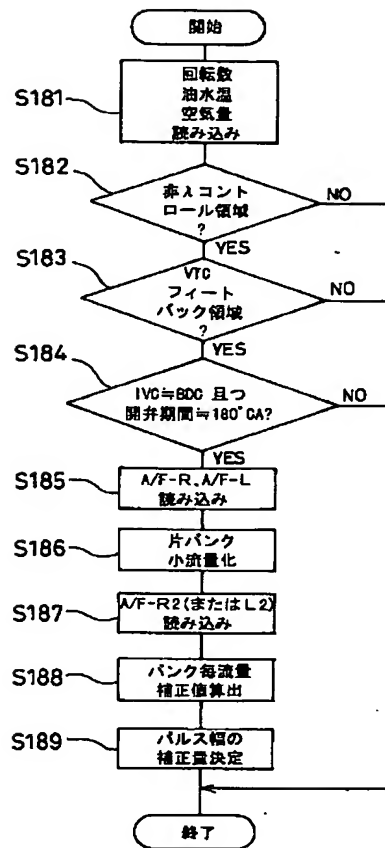 開始
S181
回転数
油水温
空気量
読み込み
S182
非λコント
ロール領域
?
NO
YES
S183
VTC
フィート
バック領域
?
NO
YES
S184
IVC≒BDC 且つ
開弁期間≒180°CA?
NO
YES
S185
A/F-R、A/F-L
読み込み
S186
片バンク
小流量化
S187
A/F-R2(またはL2)
読み込み
S188
バンク毎流量
補正値算出
S189
パルス幅の
補正量決定
終了